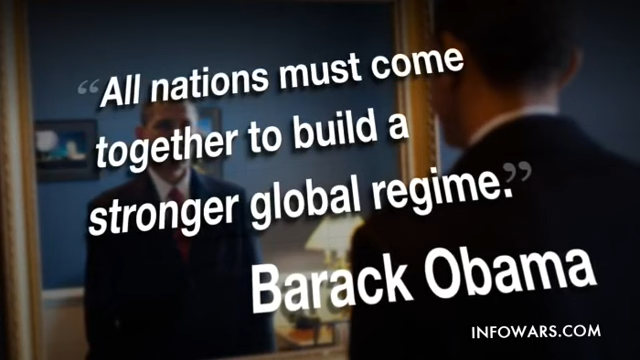 “All nations must come
together to build a
stronger global regime.”
Barack Obama
INFOWARS.COM